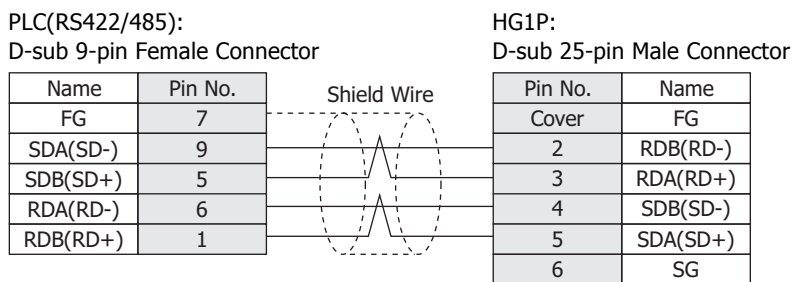 PLC(RS422/485):
D-sub 9-pin Female Connector
HG1P:
D-sub 25-pin Male Connector
Name Pin No. Shield Wire Pin No. Name
FG 7 Cover FG
SDA(SD-) 9 2 RDB(RD-)
SDB(SD+) 5 3 RDA(RD+)
RDA(RD-) 6 4 SDB(SD-)
RDB(RD+) 1 5 SDA(SD+)
6 SG